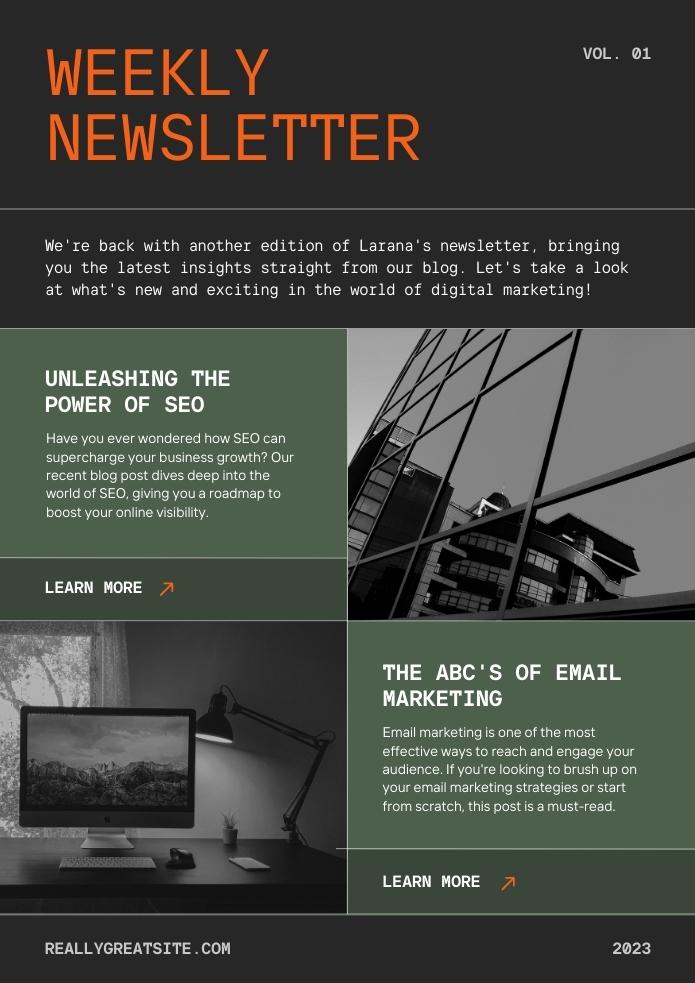 WEEKLY
NEWSLETTER
VOL. 01
We're back with another edition of Larana's newsletter, bringing
you the latest insights straight from our blog. Let's take a look
at what's new and exciting in the world of digital marketing!
UNLEASHING THE
POWER OF SEO
Have you ever wondered how SEO can
supercharge your business growth? Our
recent blog post dives deep into the
world of SEO, giving you a roadmap to
boost your online visibility.
LEARN MORE
THE ABC'S OF EMAIL
MARKETING
Email marketing is one of the most
effective ways to reach and engage your
audience. If you're looking to brush up on
your email marketing strategies or start
from scratch, this post is a must-read.
LEARN MORE
REALLYGREATSITE.COM
2023